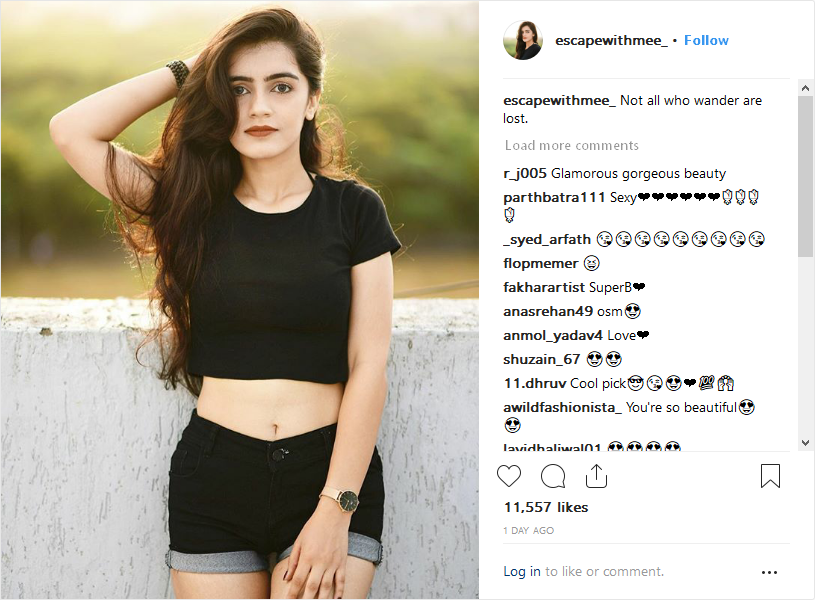 escapewithmee_ • Follow
escapewithmee_ Not all who wander are
lost.
Load more comments
r_j005 Glamorous gorgeous beauty
parthbatra111 Sexy❤❤❤❤❤❤
_syed_arfath 😘😘😘😘😘😘😘😘😘
flopmemer 😆
fakharartist SuperB❤
anasrehan49 osm😍
anmol_yadav4 Love❤
shuzain_67 😍😍
11.dhruv Cool pick😎😘😍❤💯
awildfashionista_ You're so beautiful😍
😍
lavidhaliwal01 😍😍😍😍
11,557 likes
1 DAY AGO
Log in to like or comment.